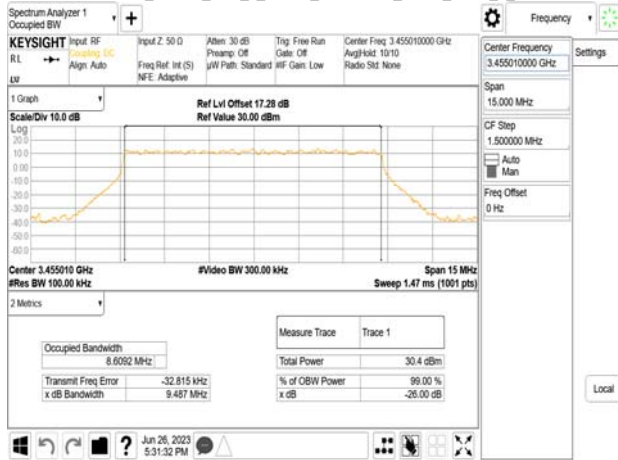 Spectrum Analyzer 1
Occupied BW
+
Frequency
KEYSIGHT
RL
LVI
Input: RF
Coupling: DC
Align: Auto
Input Z: 50 Ω
Freq Ref: Int (S)
NFE: Adaptive
Atten: 30 dB
Preamp: Off
µW Path: Standard
Trig: Free Run
Gate: Off
#IF Gain: Low
Center Freq: 3.455010000 GHz
Avg|Hold: 10/10
Radio Std: None
Center Frequency
3.455010000 GHz
Settings
Span
15.000 MHz
CF Step
1.500000 MHz
Auto
Man
Freq Offset
0 Hz
Local
1 Graph
Scale/Div 10.0 dB
Ref Lvl Offset 17.28 dB
Ref Value 30.00 dBm
Log
20.0
10.0
0.00
-10.0
-20.0
-30.0
-40.0
-50.0
-60.0
Center 3.455010 GHz
#Res BW 100.00 kHz
#Video BW 300.00 kHz
Span 15 MHz
Sweep 1.47 ms (1001 pts)
2 Metrics
Measure Trace Trace 1
Occupied Bandwidth
8.6092 MHz
Total Power 30.4 dBm
Transmit Freq Error -32.815 kHz
% of OBW Power 99.00 %
x dB Bandwidth 9.487 MHz
x dB -26.00 dB
?
Jun 26, 2023
5:31:32 PM